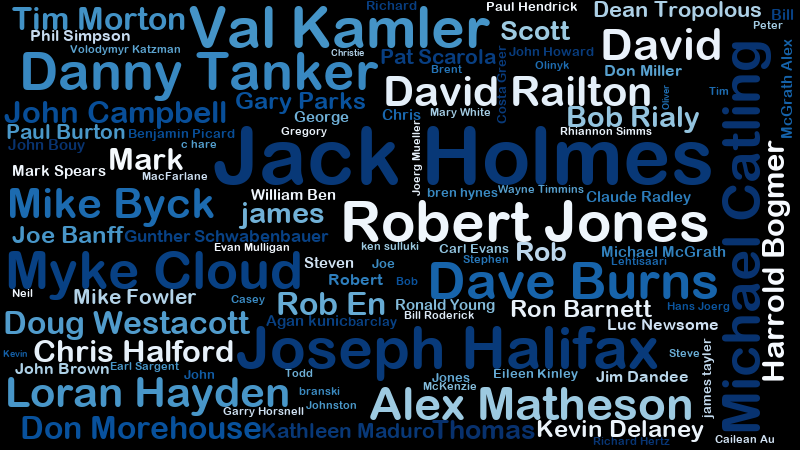 Tim Morton
Val Kamler
Richard
Paul Hendrick
Dean Tropolous
Bill
Phil Simpson
Scott
Peter
Volodymyr Katzman
Christie
Pat Scarola
John Howard
David
Danny Tanker
Brent
Olinyk
Don Miller
Costa Greer
McGrath Alex
John Campbell
Gary Parks
David Railton
Oliver
Tim
George
Chris
Mary White
Bob Rialy
Paul Burton
Benjamin Picard
Gregory
Rhiannon Simms
John Bouy
c hare
Jack Holmes
Joerg Mueller
Michael Catling
Mark
Mark Spears
MacFarlane
Harrold Bogmer
Mike Byck
William Ben
bren hynes
Wayne Timmins
Claude Radley
james
Robert Jones
Joe Banff
Gunther Schwabenbauer
Evan Mulligan
ken sulluki
Carl Evans
Rob
Michael McGrath
Myke Cloud
Steven
Joe
Stephen
Lehtisaari
Robert
Bob
Dave Burns
Neil
Mike Fowler
Casey
Rob En
Ronald Young
Ron Barnett
Hans Joerg
Doug Westacott
Agan kunic
barclay
Bill Roderick
Luc Newsome
Kevin
Chris Halford
Joseph Halifax
Steve
james tayler
John Brown
Earl Sargent
John
Todd
Jones
Eileen Kinley
Jim Dandee
McKenzie
Loran Hayden
branski
Alex Matheson
Garry Horsnell
Johnston
Don Morehouse
Kathleen Maduro
Thomas
Kevin Delaney
Richard Hertz
Cailean Au